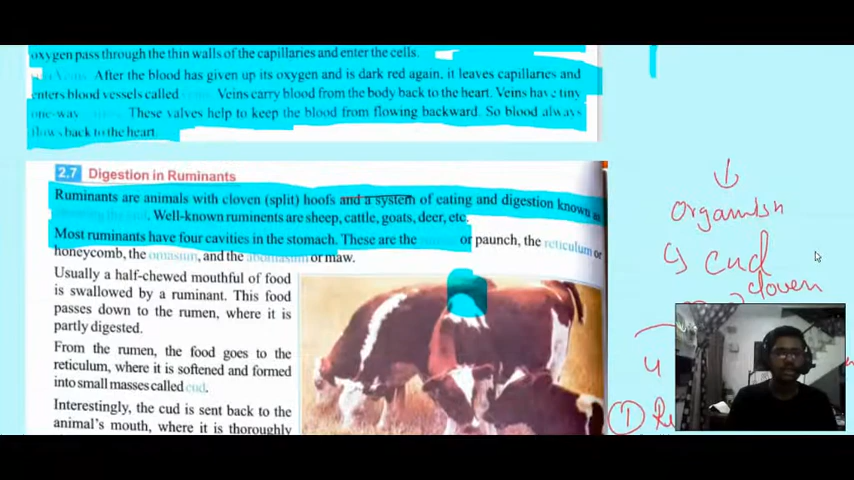 oxygen pass through the thin walls of the capillaries and enter the cells.
After the blood has given up its oxygen and is dark red again, it leaves capillaries and
enters blood vessels called Veins carry blood from the body back to the heart. Veins have tiny
one-way These valves help to keep the blood from flowing backward. So blood always
flows back to the heart.
2.7 Digestion in Ruminants
Ruminants are animals with cloven (split) hoofs and a system of eating and digestion known as
Well-known ruminents are sheep, cattle, goats, deer, etc.
Most ruminants have four cavities in the stomach. These are the or paunch, the reticulum or
honeycomb, the omasum, and the abomasum or maw.
Usually a half-chewed mouthful of food
is swallowed by a ruminant. This food
passes down to the rumen, where it is
partly digested.
From the rumen, the food goes to the
reticulum, where it is softened and formed
into small masses called cud.
Interestingly, the cud is sent back to the
animal's mouth, where it is thoroughly
organism
cud
cloven
4
1